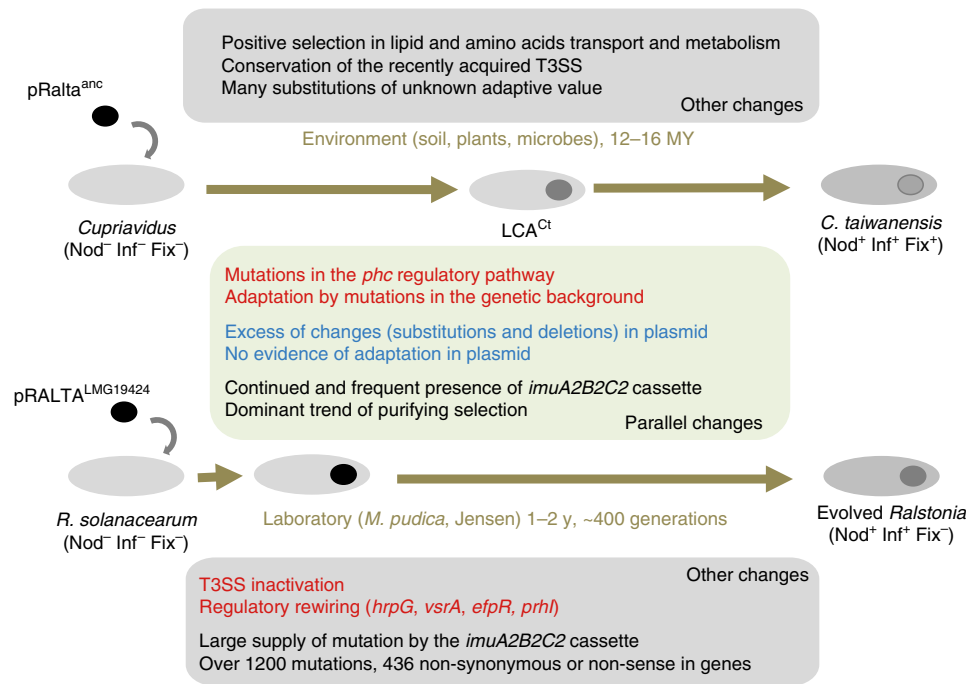 Positive selection in lipid and amino acids transport and metabolism
Conservation of the recently acquired T3SS
Many substitutions of unknown adaptive value
Other changes
pRalta^anc
Environment (soil, plants, microbes), 12–16 MY
Cupriavidus
(Nod⁻ Inf⁻ Fix⁻)
LCA^Ct
C. taiwanensis
(Nod⁺ Inf⁺ Fix⁺)
Mutations in the phc regulatory pathway
Adaptation by mutations in the genetic background
Excess of changes (substitutions and deletions) in plasmid
No evidence of adaptation in plasmid
Continued and frequent presence of imuA2B2C2 cassette
Dominant trend of purifying selection
Parallel changes
pRALTA^LMG19424
R. solanacearum
(Nod⁻ Inf⁻ Fix⁻)
Laboratory (M. pudica, Jensen) 1–2 y, ~400 generations
Evolved Ralstonia
(Nod⁺ Inf⁺ Fix⁻)
Other changes
T3SS inactivation
Regulatory rewiring (hrpG, vsrA, efpR, prhI)
Large supply of mutation by the imuA2B2C2 cassette
Over 1200 mutations, 436 non-synonymous or non-sense in genes